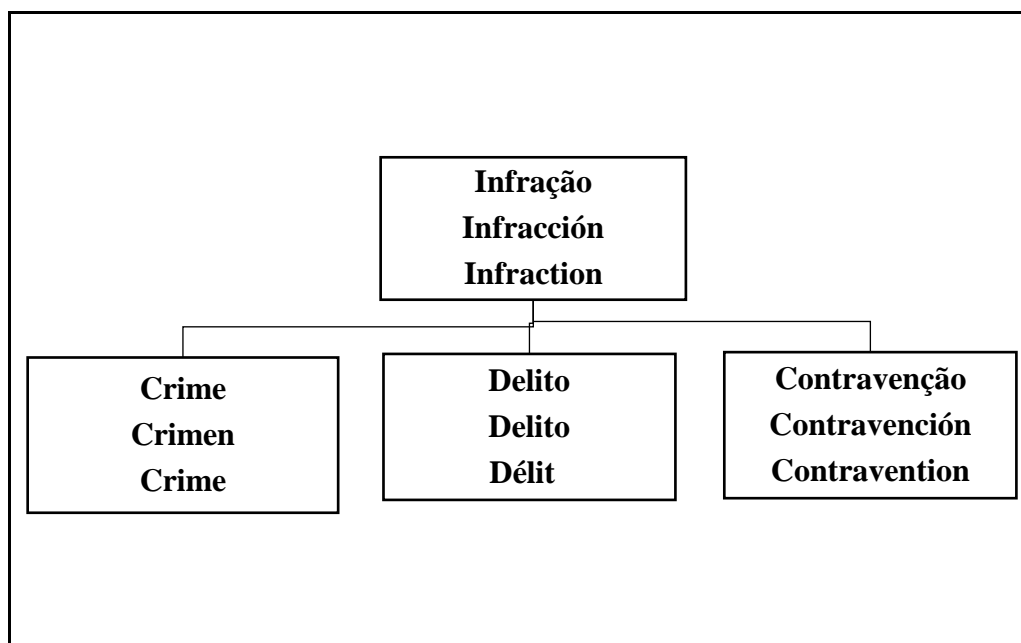 Infração
Infracción
Infraction
Crime
Crimen
Crime
Delito
Delito
Délit
Contravenção
Contravención
Contravention